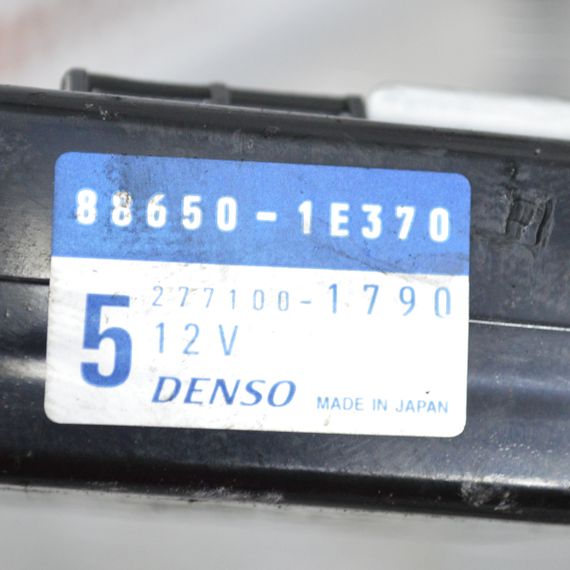 88650-1E370
5
277100-1790
12V
DENSO MADE IN JAPAN